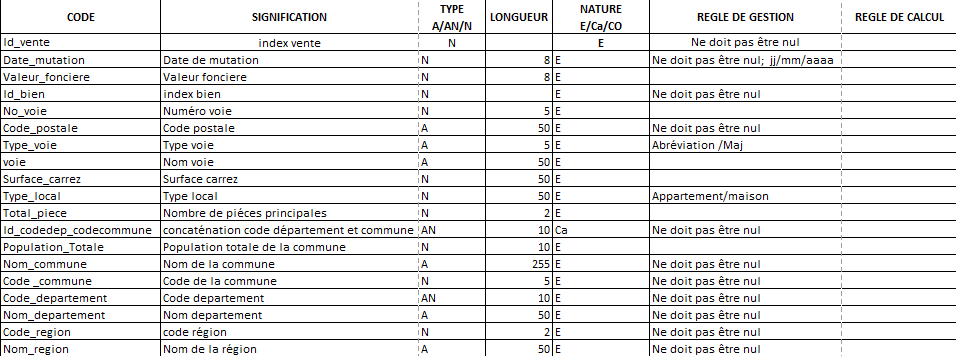 CODE SIGNIFICATION TYPE A/AN/N LONGUEUR NATURE E/Ca/CO REGLE DE GESTION REGLE DE CALCUL
Id_vente index vente N E Ne doit pas être nul
Date_mutation Date de mutation N 8 E Ne doit pas être nul; jj/mm/aaaa
Valeur_fonciere Valeur fonciere N 8 E
Id_bien index bien N E Ne doit pas être nul
No_voie Numéro voie N 5 E
Code_postale Code postale A 50 E Ne doit pas être nul
Type_voie Type voie A 5 E Abréviation /Maj
voie Nom voie A 50 E
Surface_carrez Surface carrez N 50 E
Type_local Type local N 50 E Appartement/maison
Total_piece Nombre de piéces principales N 2 E
Id_codedep_codecommune concaténation code département et commune AN 10 Ca Ne doit pas être nul
Population_Totale Population totale de la commune N 10 E
Nom_commune Nom de la commune A 255 E Ne doit pas être nul
Code _commune Code de la commune N 5 E Ne doit pas être nul
Code_departement Code departement AN 10 E Ne doit pas être nul
Nom_departement Nom departement A 50 E Ne doit pas être nul
Code_region code région N 2 E Ne doit pas être nul
Nom_region Nom de la région A 50 E Ne doit pas être nul